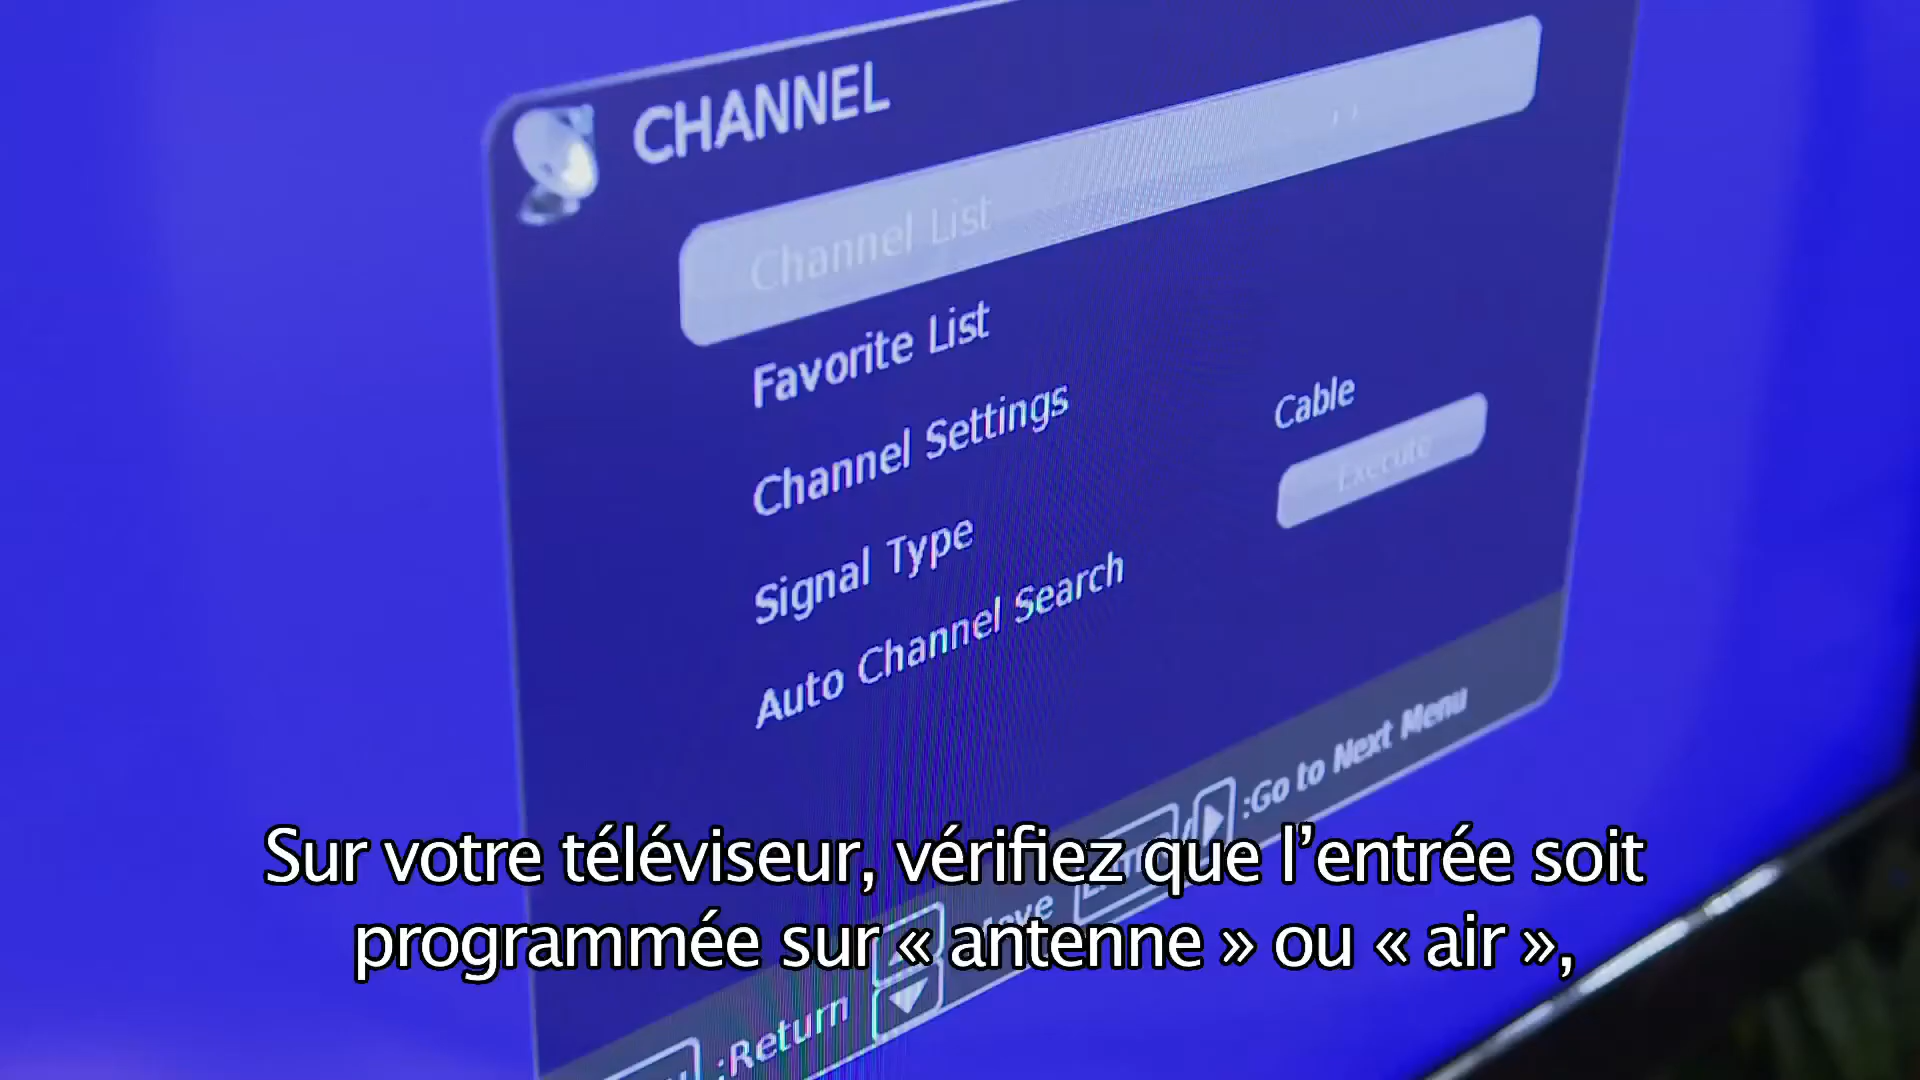 CHANNEL
Channel List
Favorite List
Channel Settings
Signal Type
Cable
Auto Channel Search
Execute
:Go to Next Menu
:Return
Sur votre téléviseur, vérifiez que l’entrée soit
programmée sur « antenne » ou « air »,